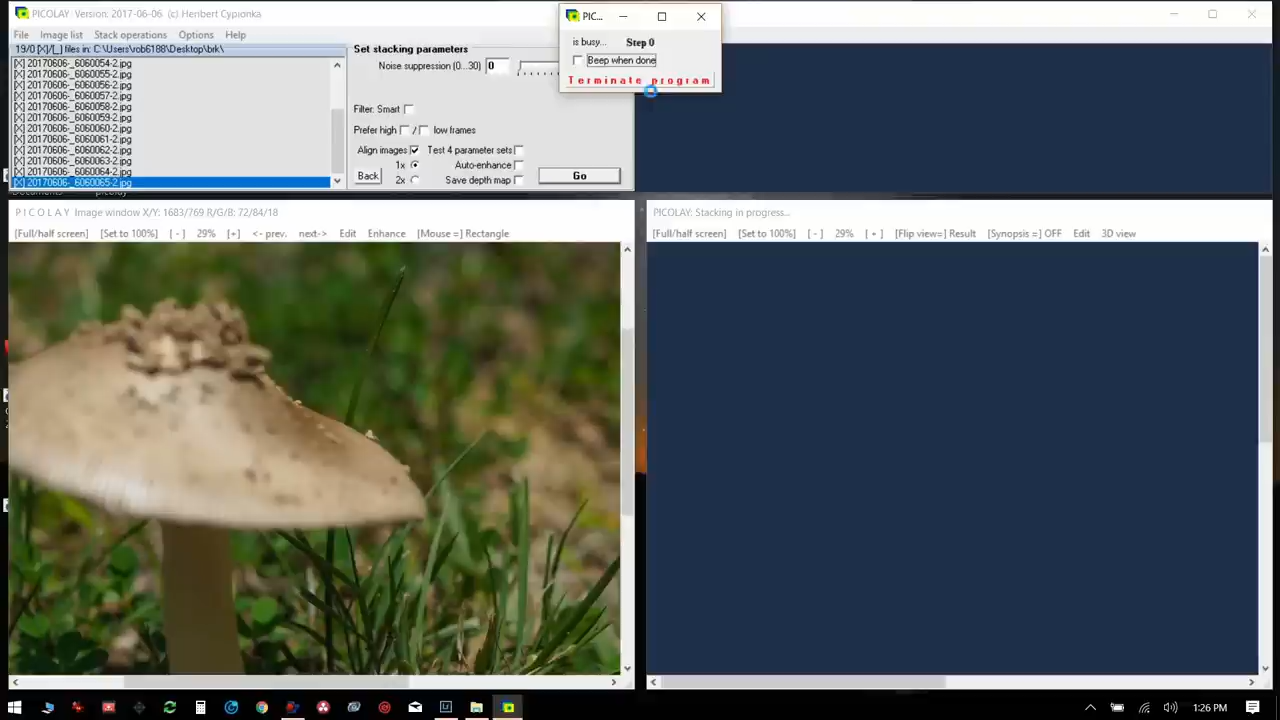 PICOLAY Version: 2017-06-06 (c) Heribert Cypionka
File Image list Stack operations Options Help
19/0 [X]/[_] files in: C:\Users\rob6188\Desktop\brk\
[X] 20170606-_6060054-2.jpg
[X] 20170606-_6060055-2.jpg
[X] 20170606-_6060056-2.jpg
[X] 20170606-_6060057-2.jpg
[X] 20170606-_6060058-2.jpg
[X] 20170606-_6060059-2.jpg
[X] 20170606-_6060060-2.jpg
[X] 20170606-_6060061-2.jpg
[X] 20170606-_6060062-2.jpg
[X] 20170606-_6060063-2.jpg
[X] 20170606-_6060064-2.jpg
[X] 20170606-_6060065-2.jpg
Set stacking parameters
Noise suppression (0...30) 0
Filter: Smart
Prefer high / low frames
Align images Test 4 parameter sets
1x Auto-enhance
Back 2x Save depth map Go
PIC...
is busy... Step 0
Beep when done
Terminate program
PICOLAY Image window X/Y: 1683/769 R/G/B: 72/84/18
[Full/half screen] [Set to 100%] [ - ] 29% [+] <- prev. next-> Edit Enhance [Mouse =] Rectangle
PICOLAY: Stacking in progress...
[Full/half screen] [Set to 100%] [ - ] 29% [ + ] [Flip view=] Result [Synopsis =] OFF Edit 3D view
1:26 PM